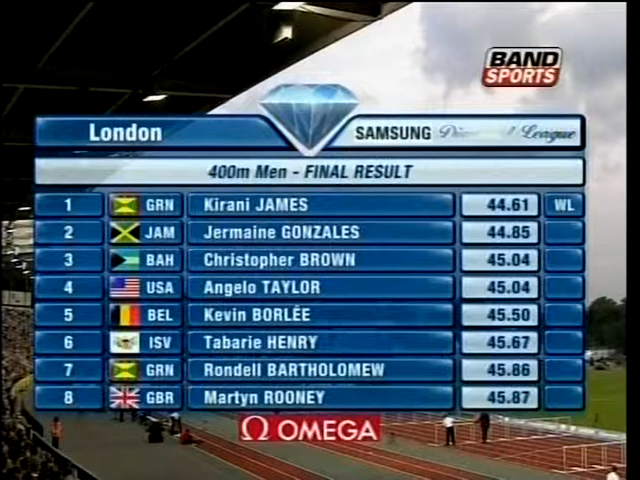 BAND
SPORTS
London
SAMSUNG Diamond League
400m Men - FINAL RESULT
1 GRN Kirani JAMES 44.61 WL
2 JAM Jermaine GONZALES 44.85
3 BAH Christopher BROWN 45.04
4 USA Angelo TAYLOR 45.04
5 BEL Kevin BORLÉE 45.50
6 ISV Tabarie HENRY 45.67
7 GRN Rondell BARTHOLOMEW 45.86
8 GBR Martyn ROONEY 45.87
Ω OMEGA